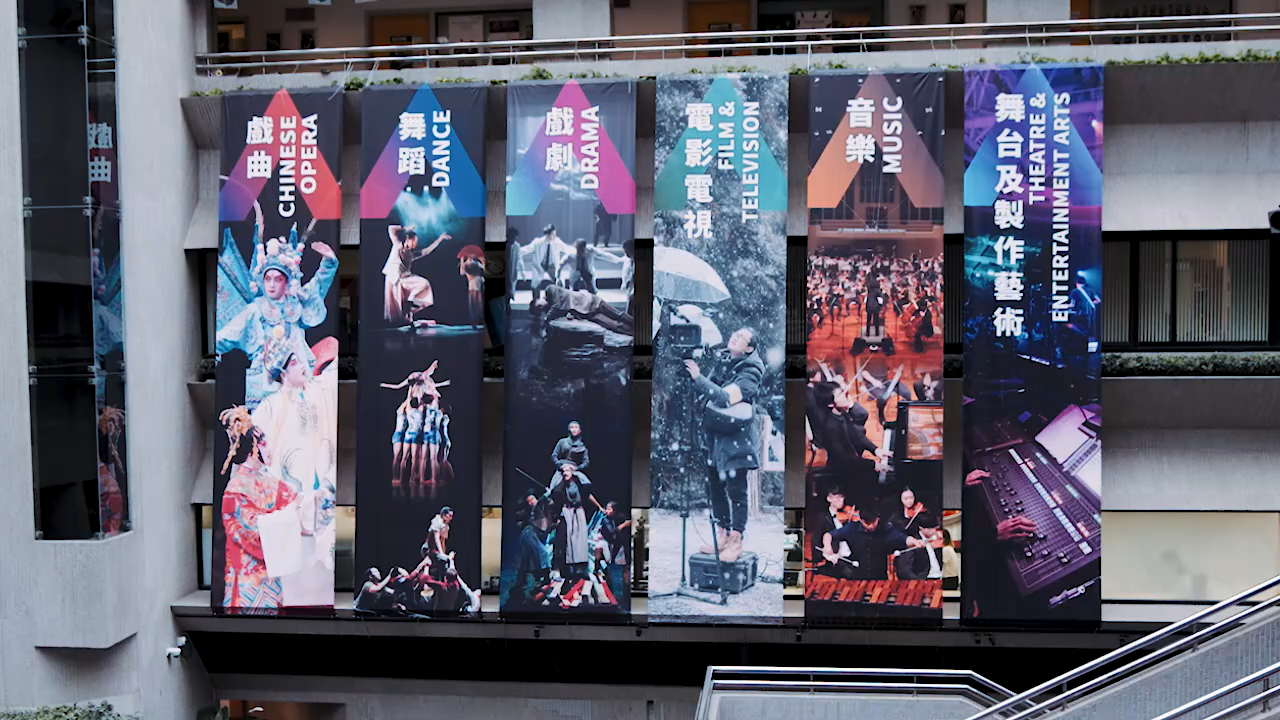 戲曲
CHINESE
OPERA
舞蹈
DANCE
戲劇
DRAMA
電影電視
FILM &
TELEVISION
音樂
MUSIC
舞台及製作藝術
THEATRE &
ENTERTAINMENT ARTS